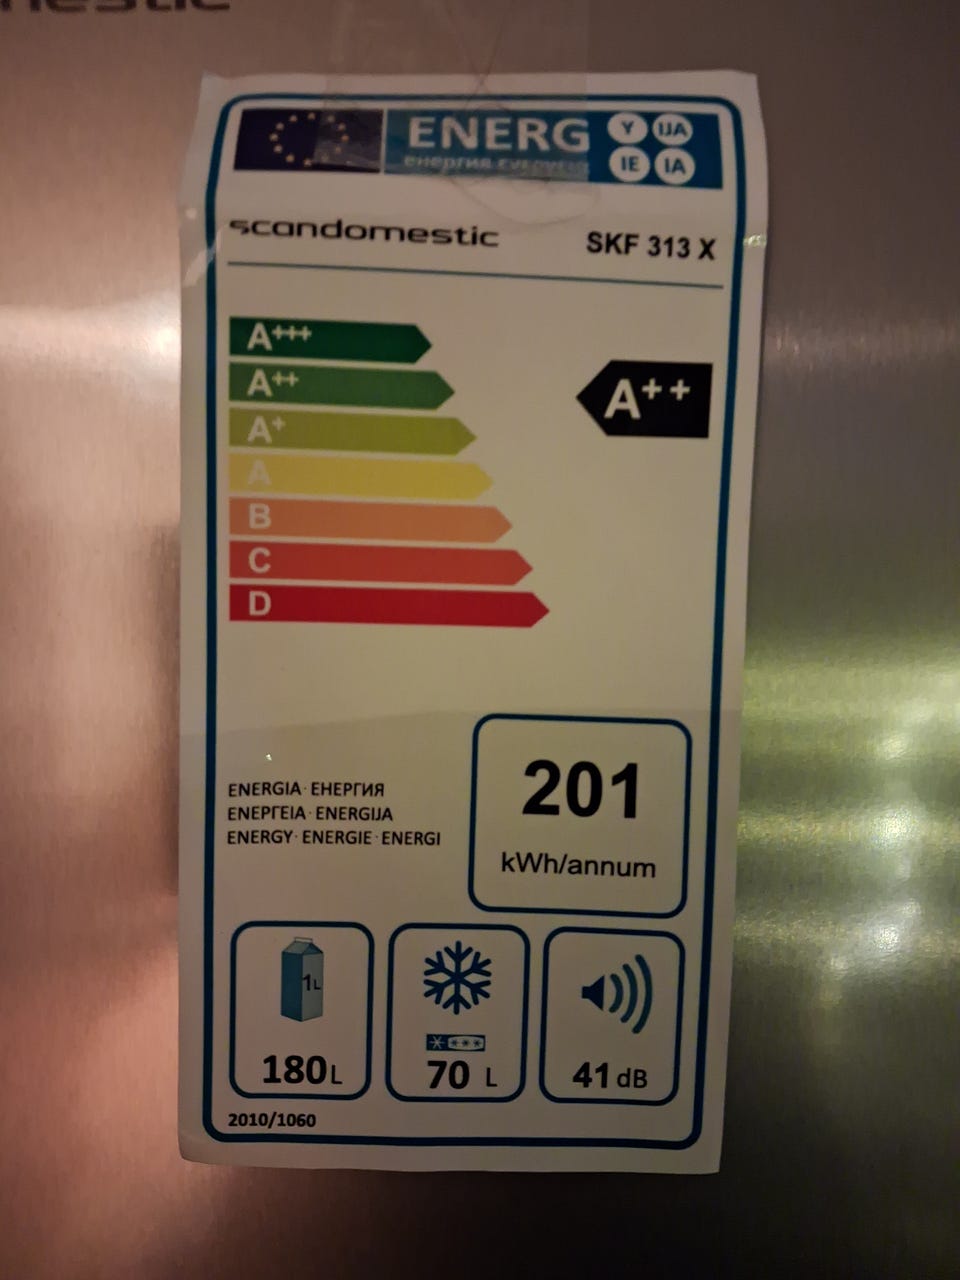 ENERG Y IJA
IE IA
scandomestic SKF 313 X
A+++
A++ A++
A+
A
B
C
D
201
kWh/annum
ENERGIA · ЕНЕРГИЯ
ΕΝΕΡΓΕΙΑ · ENERGIJA
ENERGY · ENERGIE · ENERGI
1L
180L 70 L 41 dB
2010/1060